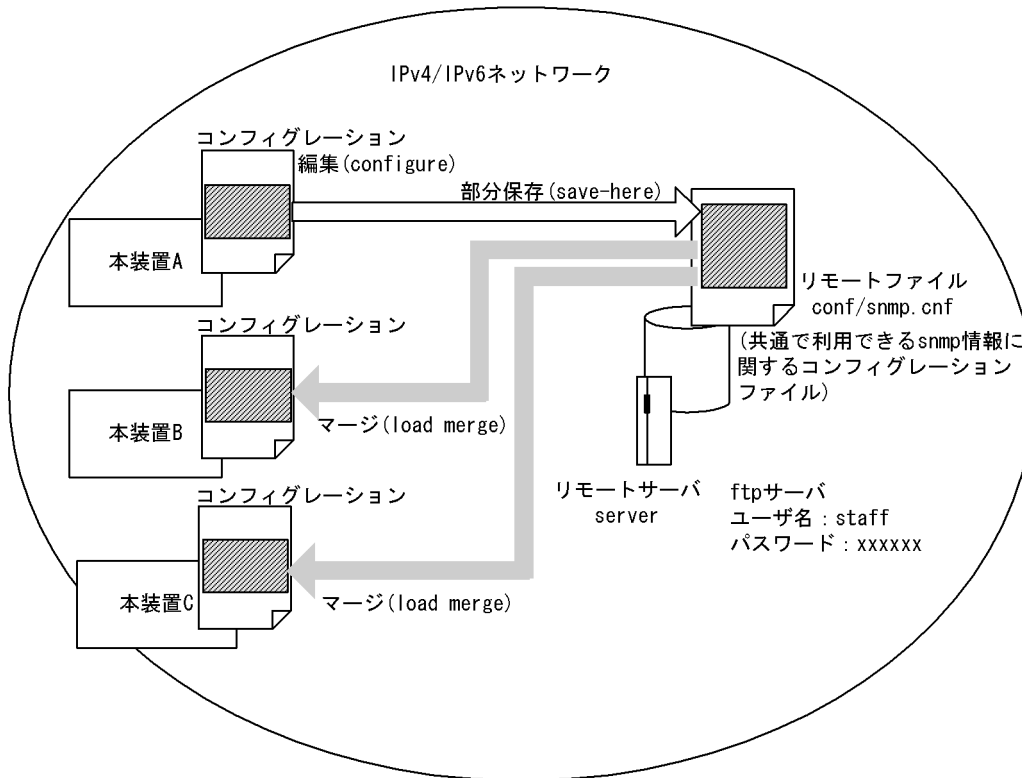 IPv4/IPv6ネットワーク
コンフィグレーション
編集(configure)
部分保存(save-here)
本装置A
リモートファイル
conf/snmp.cnf
(共通で利用できるsnmp情報に
関するコンフィグレーション
ファイル)
コンフィグレーション
マージ(load merge)
本装置B
コンフィグレーション
リモートサーバ
server
ftpサーバ
ユーザ名：staff
パスワード：xxxxxx
マージ(load merge)
本装置C